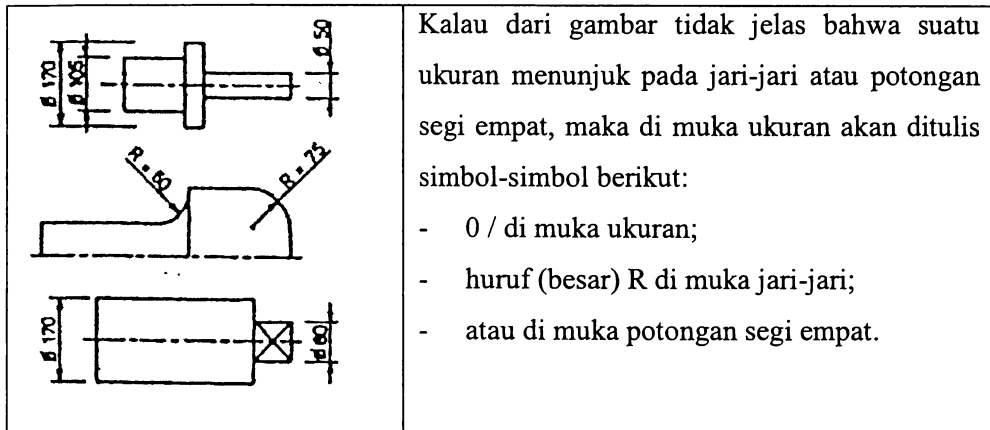 Ø 170
Ø 105
Ø 50
R = 60
R = 75
Ø 170
d 60
Kalau dari gambar tidak jelas bahwa suatu
ukuran menunjuk pada jari-jari atau potongan
segi empat, maka di muka ukuran akan ditulis
simbol-simbol berikut:
- 0 / di muka ukuran;
- huruf (besar) R di muka jari-jari;
- atau di muka potongan segi empat.